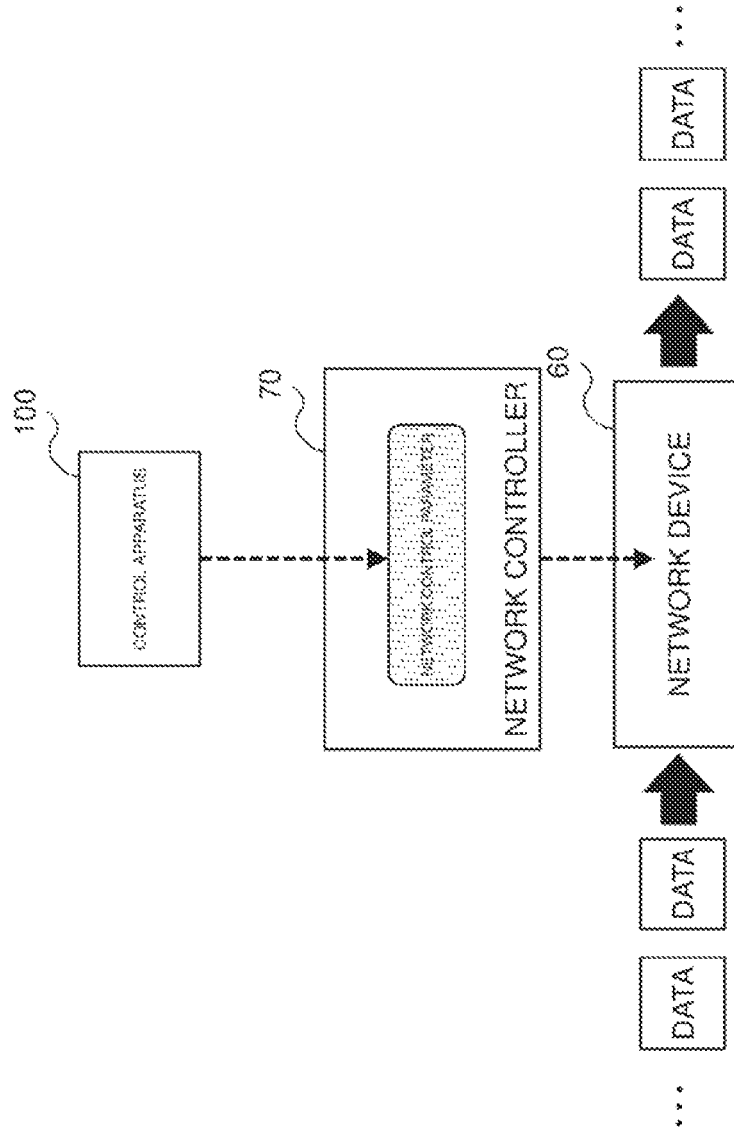 100
CONTROL APPARATUS
70
NETWORK CONTROL PARAMETER
NETWORK CONTROLLER
60
NETWORK DEVICE
... DATA DATA DATA DATA ...